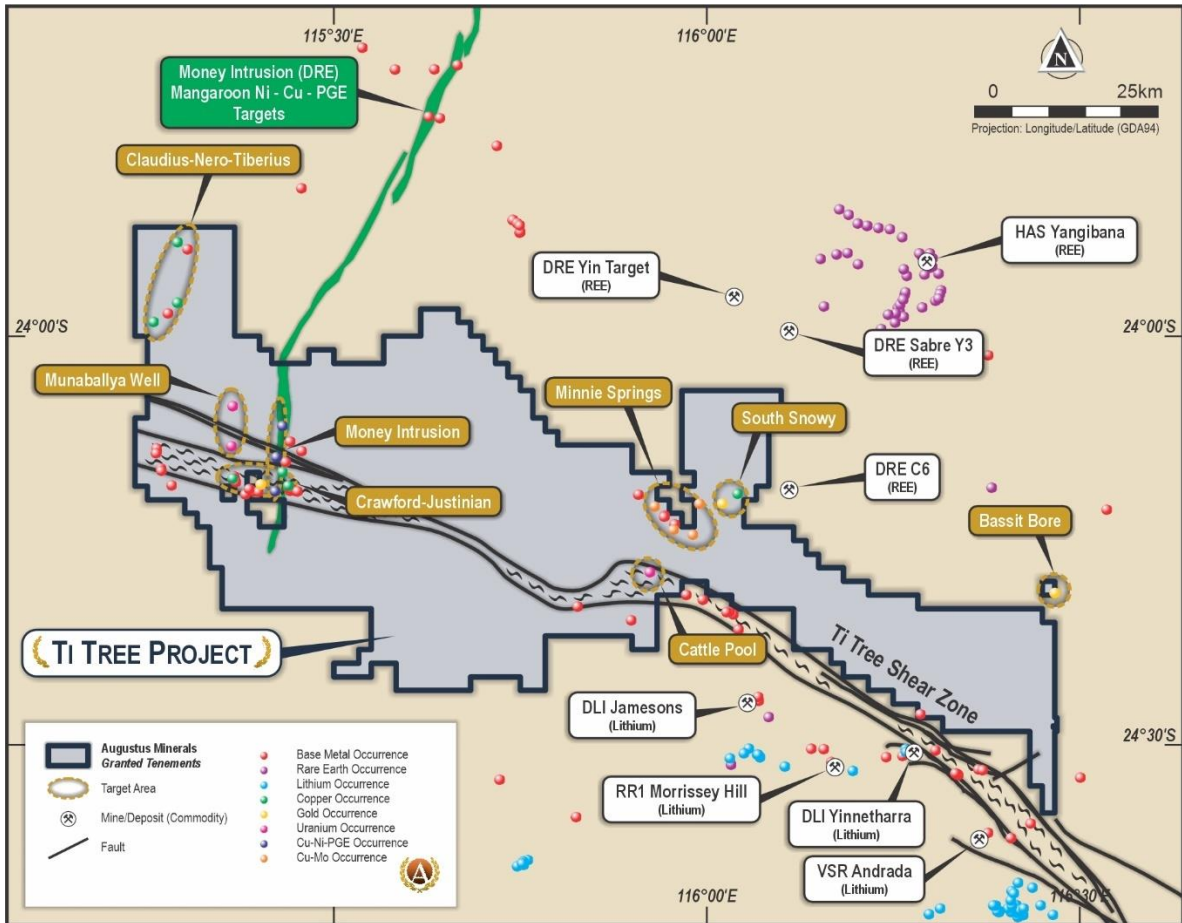 115°30'E
116°00'E
N
0 25km
Projection: Longitude/Latitude (GDA94)
Money Intrusion (DRE)
Mangaroon Ni - Cu - PGE
Targets
Claudius-Nero-Tiberius
HAS Yangibana
(REE)
DRE Yin Target
(REE)
24°00'S
24°00'S
DRE Sabre Y3
(REE)
Munaballya Well
Minnie Springs
South Snowy
Money Intrusion
DRE C6
(REE)
Crawford-Justinian
Bassit Bore
TI TREE PROJECT
Cattle Pool
Ti Tree Shear Zone
DLI Jamesons
(Lithium)
24°30'S
RR1 Morrissey Hill
(Lithium)
DLI Yinnetharra
(Lithium)
VSR Andrada
(Lithium)
116°00'E
116°30'E
Augustus Minerals
Granted Tenements
Target Area
Mine/Deposit (Commodity)
Fault
Base Metal Occurrence
Rare Earth Occurrence
Lithium Occurrence
Copper Occurrence
Gold Occurrence
Uranium Occurrence
Cu-Ni-PGE Occurrence
Cu-Mo Occurrence
A